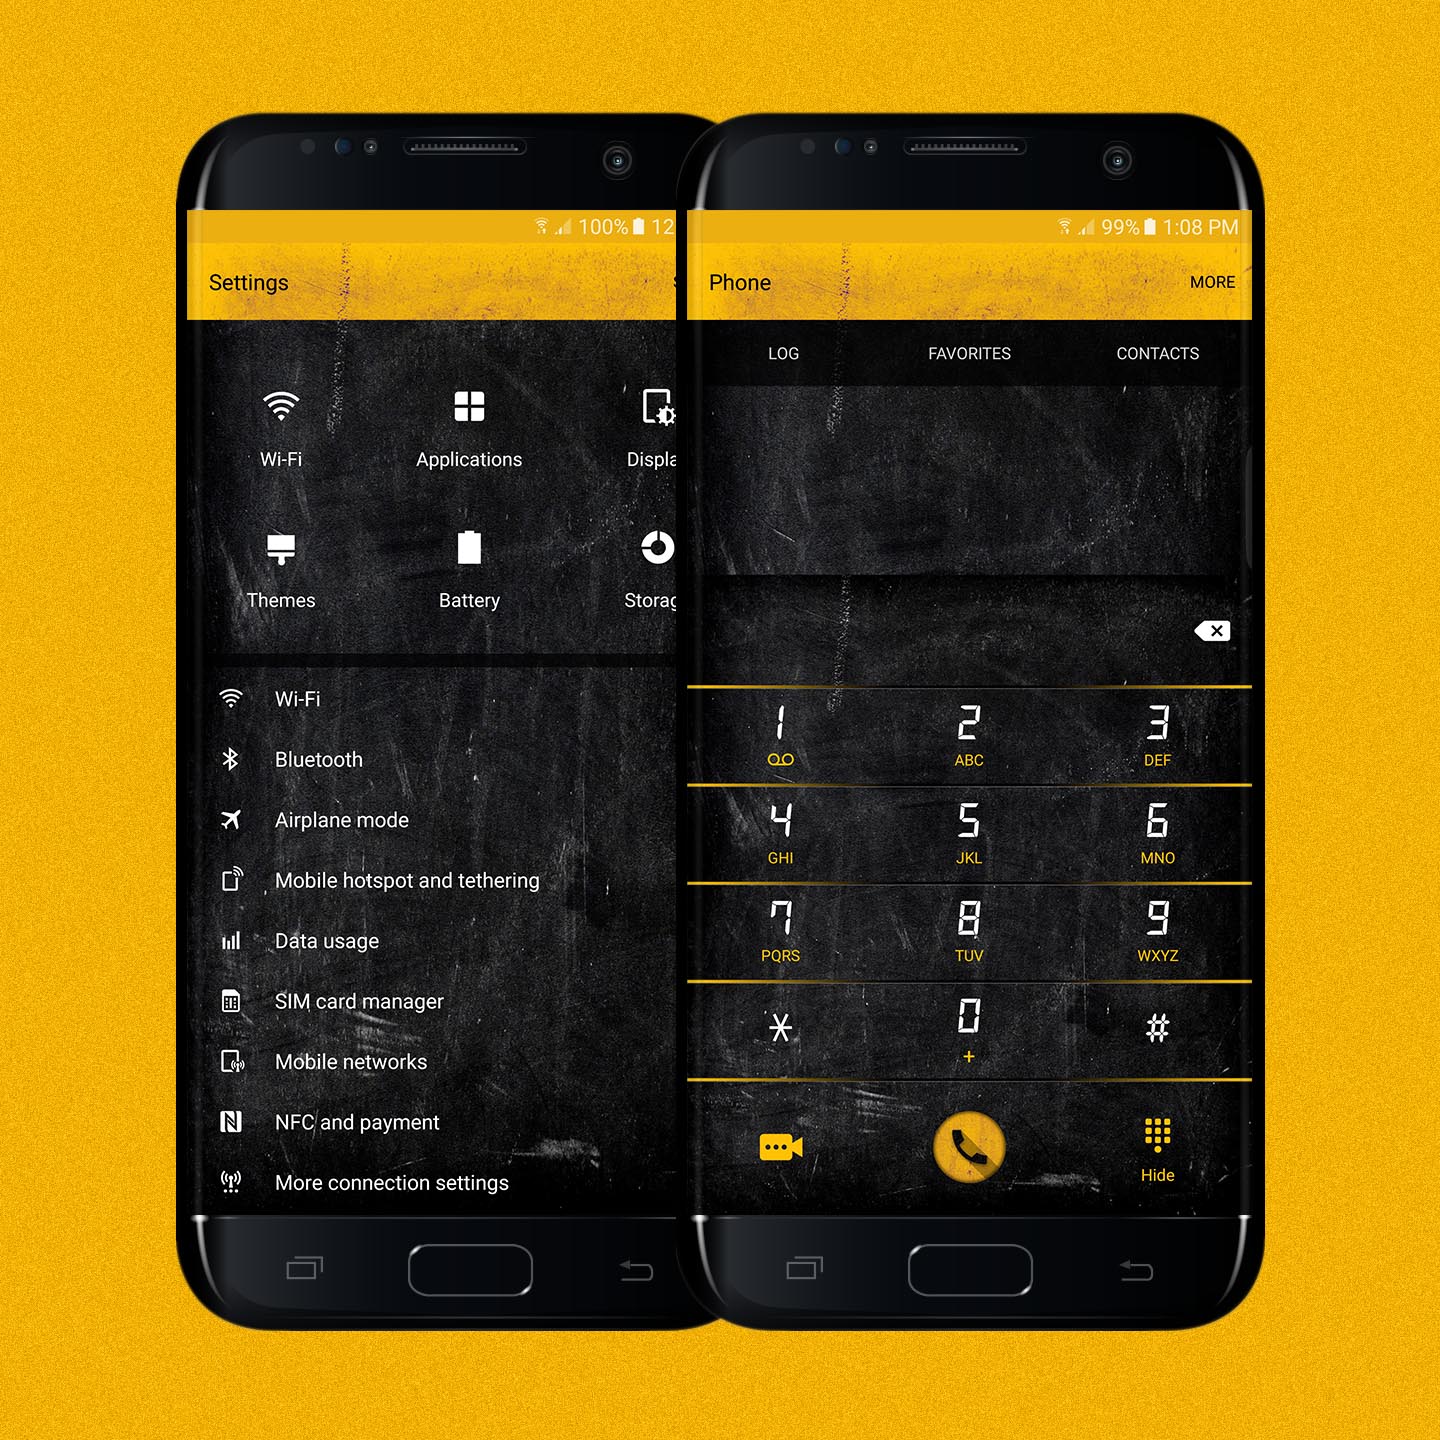 100% 12
Settings
Wi-Fi
Applications
Themes
Battery
Wi-Fi
Bluetooth
Airplane mode
Mobile hotspot and tethering
Data usage
SIM card manager
Mobile networks
NFC and payment
More connection settings
99% 1:08 PM
Phone
MORE
LOG
FAVORITES
CONTACTS
1
2
3
ABC
DEF
4
5
6
GHI
JKL
MNO
7
8
9
PQRS
TUV
WXYZ
*
0
#
+
Hide